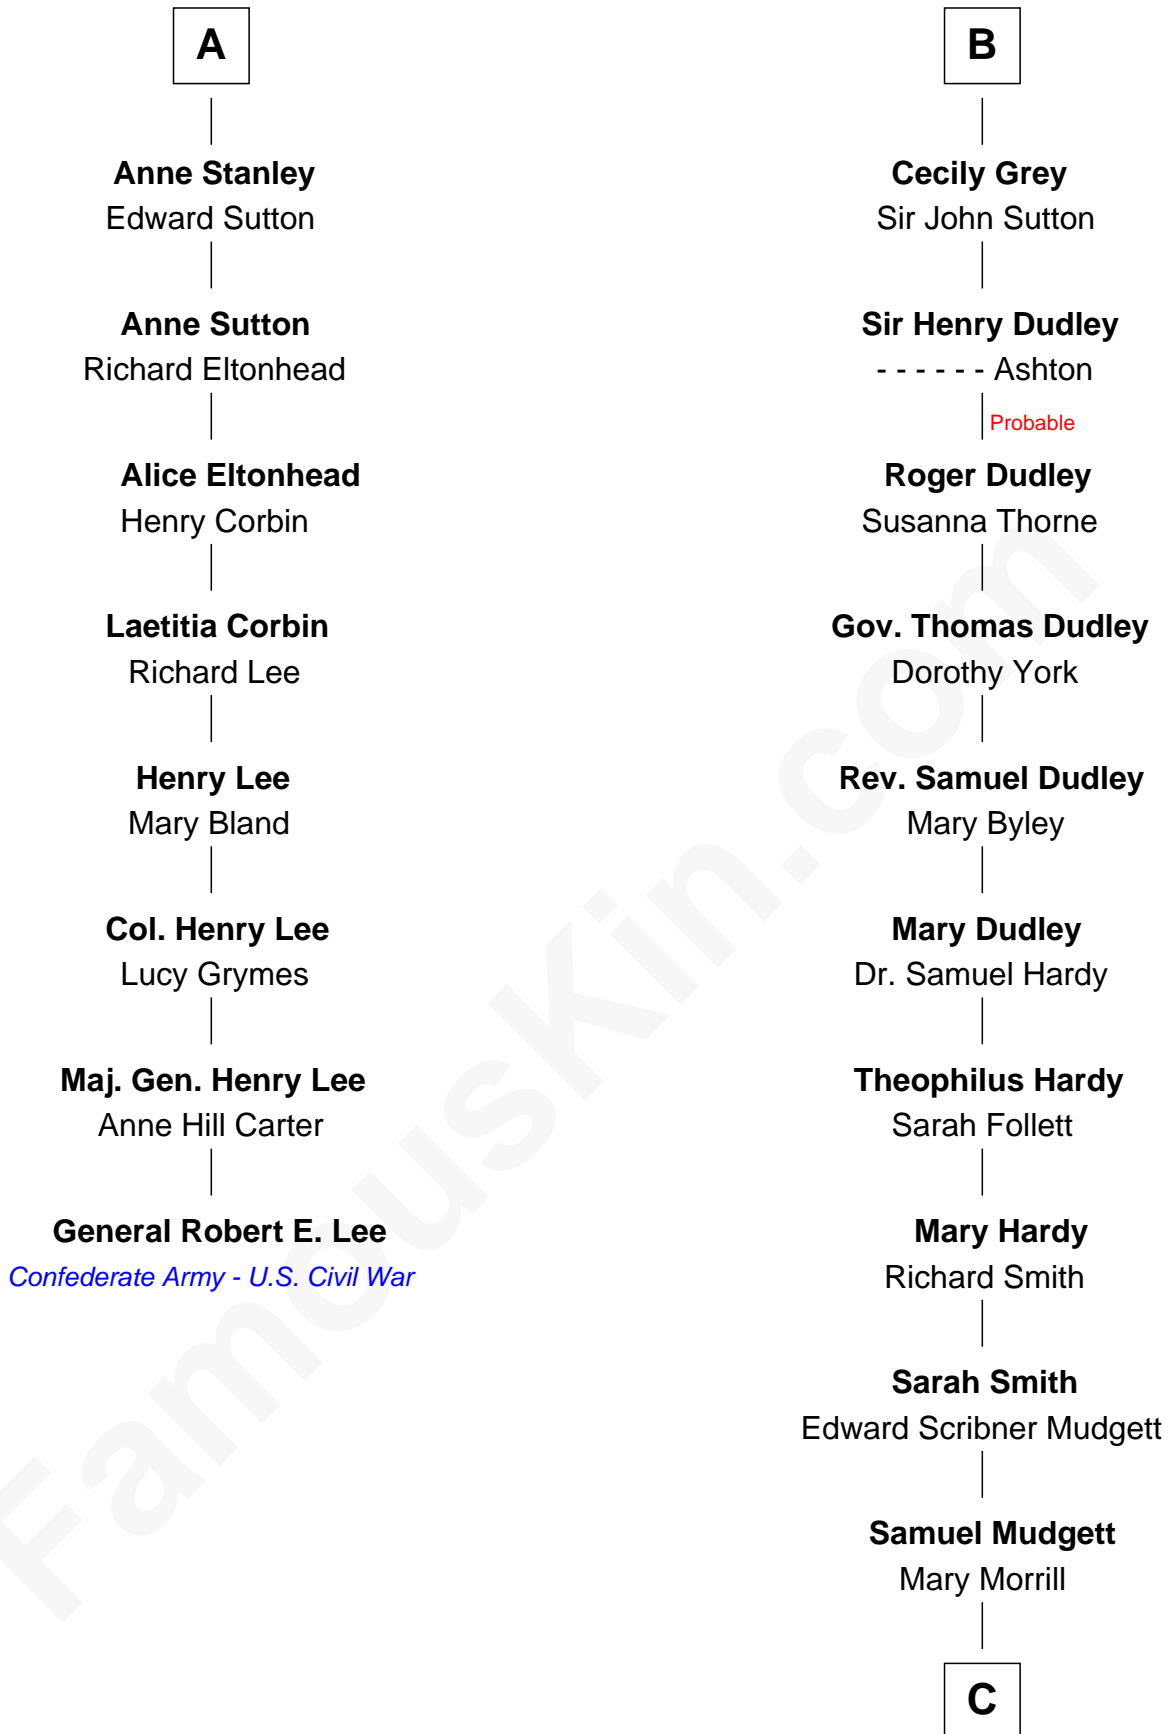 A
Anne Stanley
Edward Sutton
Anne Sutton
Richard Eltonhead
Alice Eltonhead
Henry Corbin
Laetitia Corbin
Richard Lee
Henry Lee
Mary Bland
Col. Henry Lee
Lucy Grymes
Maj. Gen. Henry Lee
Anne Hill Carter
General Robert E. Lee
Confederate Army - U.S. Civil War
B
Cecily Grey
Sir John Sutton
Sir Henry Dudley
- - - - - - Ashton
Probable
Roger Dudley
Susanna Thorne
Gov. Thomas Dudley
Dorothy York
Rev. Samuel Dudley
Mary Byley
Mary Dudley
Dr. Samuel Hardy
Theophilus Hardy
Sarah Follett
Mary Hardy
Richard Smith
Sarah Smith
Edward Scribner Mudgett
Samuel Mudgett
Mary Morrill
C
FamousKin.com